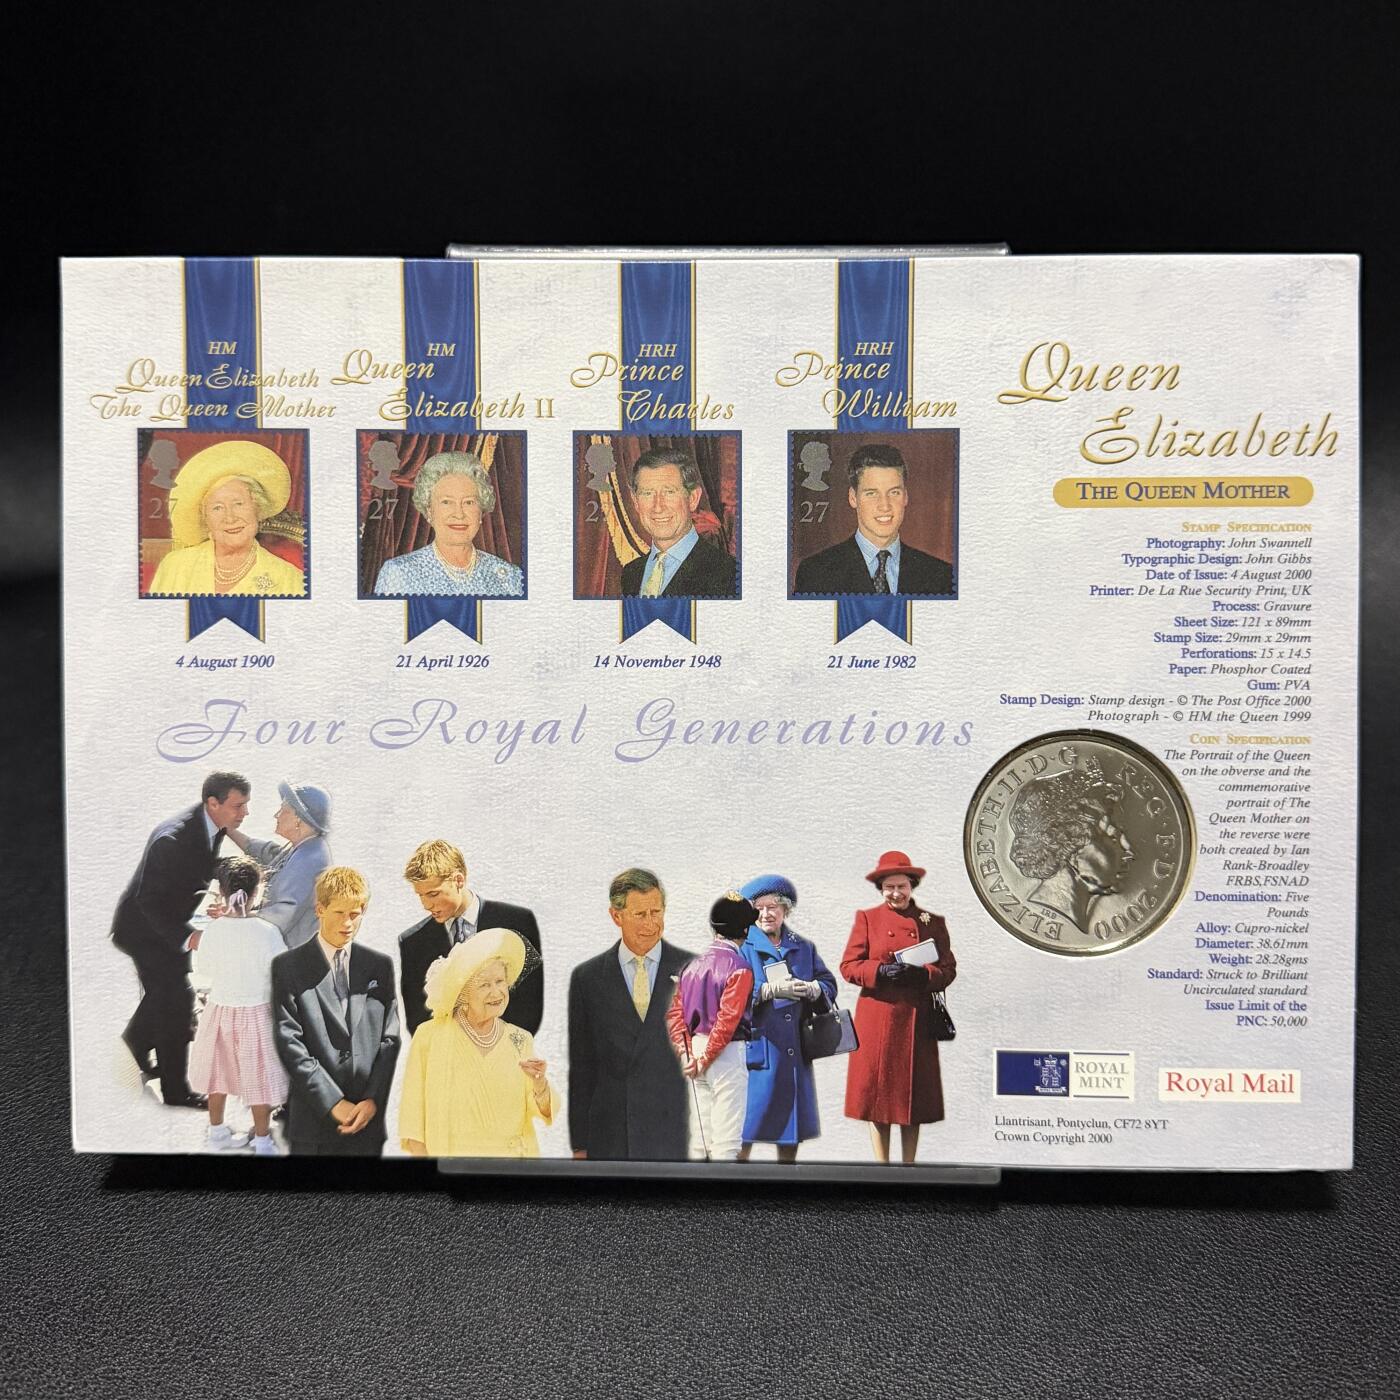 HM
Queen Elizabeth
The Queen Mother
27
4 August 1900
HM
Queen
Elizabeth II
27
21 April 1926
HRH
Prince
Charles
27
14 November 1948
HRH
Prince
William
27
21 June 1982
Four Royal Generations
Queen
Elizabeth
THE QUEEN MOTHER
STAMP SPECIFICATION
Photography: John Swannell
Typographic Design: John Gibbs
Date of Issue: 4 August 2000
Printer: De La Rue Security Print, UK
Process: Gravure
Sheet Size: 121 x 89mm
Stamp Size: 29mm x 29mm
Perforations: 15 x 14.5
Paper: Phosphor Coated
Gum: PVA
Stamp Design: Stamp design - © The Post Office 2000
Photograph - © HM the Queen 1999
COIN SPECIFICATION
The Portrait of the Queen
on the obverse and the
commemorative
portrait of The
Queen Mother on
the reverse were
both created by Ian
Rank-Broadley
FRBS,FSNAD
Denomination: Five
Pounds
Alloy: Cupro-nickel
Diameter: 38.61mm
Weight: 28.28gms
Standard: Struck to Brilliant
Uncirculated standard
Issue Limit of the
PNC: 50,000
ELIZABETH·II·D·G REG·F·D·2000
IRB
ROYAL
MINT
Royal Mail
Llantrisant, Pontyclun, CF72 8YT
Crown Copyright 2000